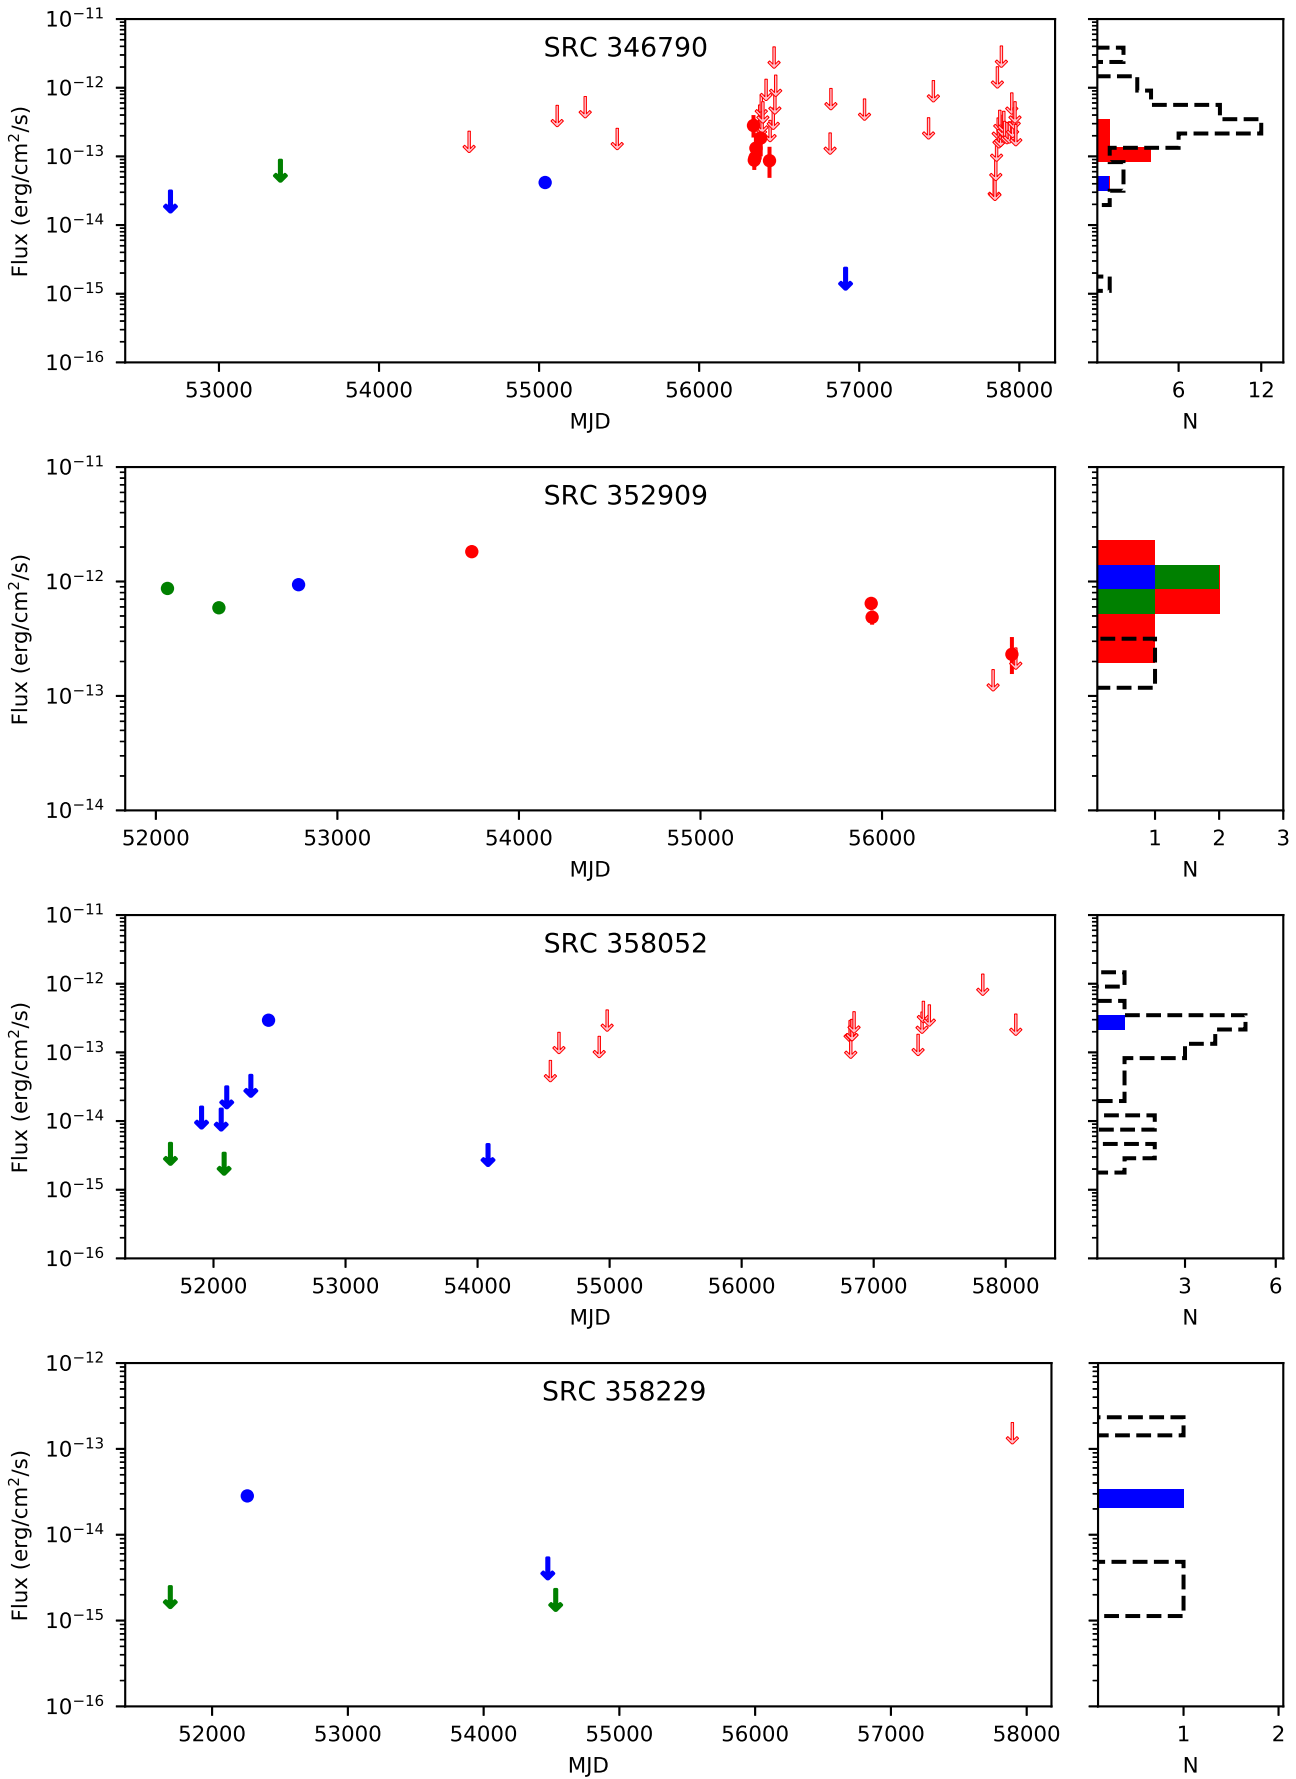 SRC 346790
10⁻¹¹
10⁻¹²
10⁻¹³
10⁻¹⁴
10⁻¹⁵
10⁻¹⁶
Flux (erg/cm²/s)
53000 54000 55000 56000 57000 58000
MJD
6 12
N
SRC 352909
10⁻¹¹
10⁻¹²
10⁻¹³
10⁻¹⁴
Flux (erg/cm²/s)
52000 53000 54000 55000 56000
MJD
1 2 3
N
SRC 358052
10⁻¹¹
10⁻¹²
10⁻¹³
10⁻¹⁴
10⁻¹⁵
10⁻¹⁶
Flux (erg/cm²/s)
52000 53000 54000 55000 56000 57000 58000
MJD
3 6
N
SRC 358229
10⁻¹²
10⁻¹³
10⁻¹⁴
10⁻¹⁵
10⁻¹⁶
Flux (erg/cm²/s)
52000 53000 54000 55000 56000 57000 58000
MJD
1 2
N